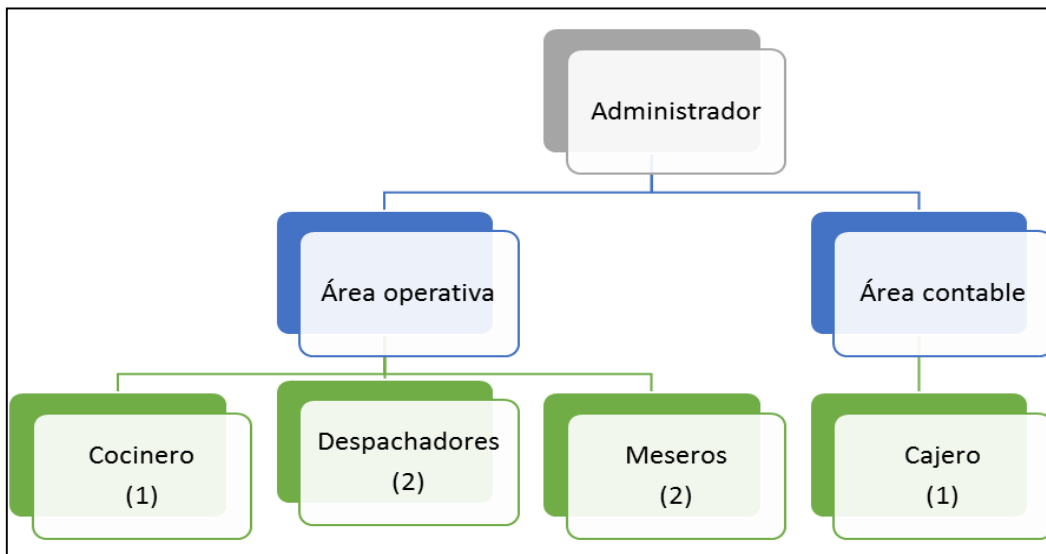 Administrador
Área operativa
Área contable
Cocinero
(1)
Despachadores
(2)
Meseros
(2)
Cajero
(1)